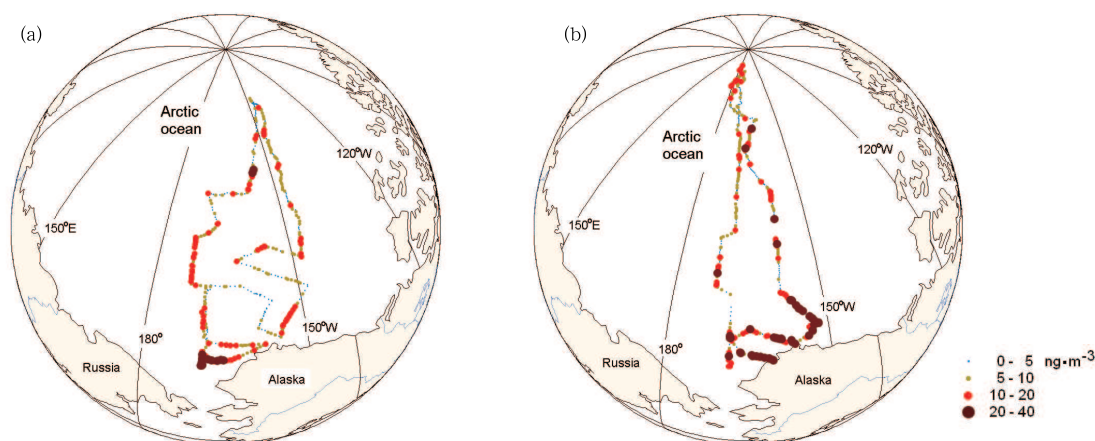 (a)
Arctic
ocean
120°W
150°E
180°
150°W
Russia
Alaska
(b)
Arctic
ocean
120°W
150°E
180°
150°W
Russia
Alaska
0 - 5 ng·m⁻³
5 - 10
10 - 20
20 - 40